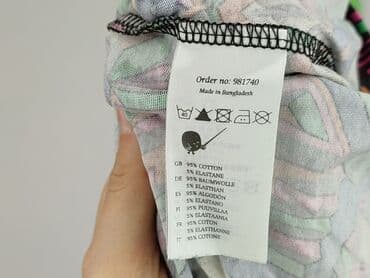 Order no: 981740
Made in Bangladesh
GB 95% COTTON
5% ELASTANE
DE 95% BAUMWOLLE
5% ELASTHAN
ES 95% ALGODÓN
5% ELASTANO
FI 95% PUUVILLAA
5% ELASTAANIA
FR 95% COTON
5% ELASTHANNE
IT 95% COTONE